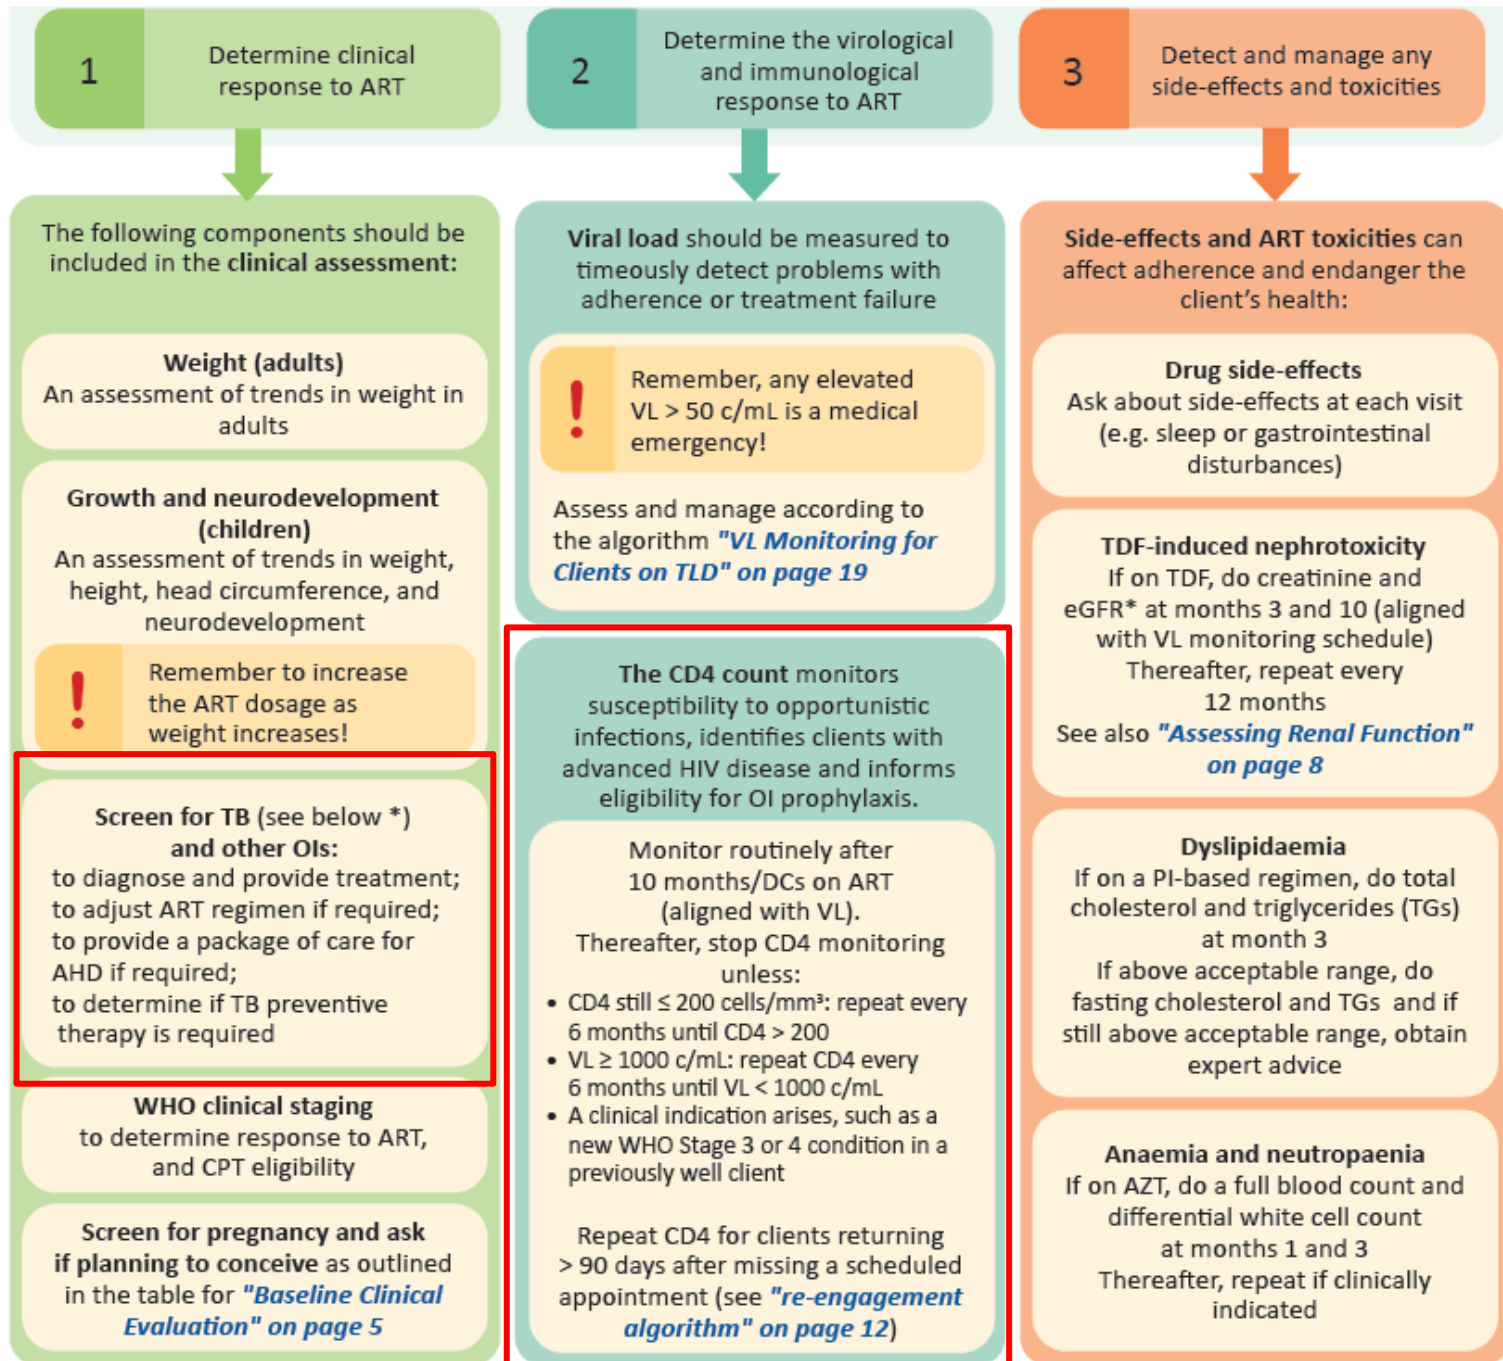 1
Determine clinical
response to ART
2
Determine the virological
and immunological
response to ART
3
Detect and manage any
side-effects and toxicities
The following components should be
included in the clinical assessment:
Weight (adults)
An assessment of trends in weight in
adults
Growth and neurodevelopment
(children)
An assessment of trends in weight,
height, head circumference, and
neurodevelopment
!
Remember to increase
the ART dosage as
weight increases!
Screen for TB (see below *)
and other OIs:
to diagnose and provide treatment;
to adjust ART regimen if required;
to provide a package of care for
AHD if required;
to determine if TB preventive
therapy is required
WHO clinical staging
to determine response to ART,
and CPT eligibility
Screen for pregnancy and ask
if planning to conceive as outlined
in the table for "Baseline Clinical
Evaluation" on page 5
Viral load should be measured to
timeously detect problems with
adherence or treatment failure
!
Remember, any elevated
VL > 50 c/mL is a medical
emergency!
Assess and manage according to
the algorithm "VL Monitoring for
Clients on TLD" on page 19
The CD4 count monitors
susceptibility to opportunistic
infections, identifies clients with
advanced HIV disease and informs
eligibility for OI prophylaxis.
Monitor routinely after
10 months/DCs on ART
(aligned with VL).
Thereafter, stop CD4 monitoring
unless:
• CD4 still ≤ 200 cells/mm³: repeat every
6 months until CD4 > 200
• VL ≥ 1000 c/mL: repeat CD4 every
6 months until VL < 1000 c/mL
• A clinical indication arises, such as a
new WHO Stage 3 or 4 condition in a
previously well client
Repeat CD4 for clients returning
> 90 days after missing a scheduled
appointment (see "re-engagement
algorithm" on page 12)
Side-effects and ART toxicities can
affect adherence and endanger the
client's health:
Drug side-effects
Ask about side-effects at each visit
(e.g. sleep or gastrointestinal
disturbances)
TDF-induced nephrotoxicity
If on TDF, do creatinine and
eGFR* at months 3 and 10 (aligned
with VL monitoring schedule)
Thereafter, repeat every
12 months
See also "Assessing Renal Function"
on page 8
Dyslipidaemia
If on a PI-based regimen, do total
cholesterol and triglycerides (TGs)
at month 3
If above acceptable range, do
fasting cholesterol and TGs and if
still above acceptable range, obtain
expert advice
Anaemia and neutropaenia
If on AZT, do a full blood count and
differential white cell count
at months 1 and 3
Thereafter, repeat if clinically
indicated